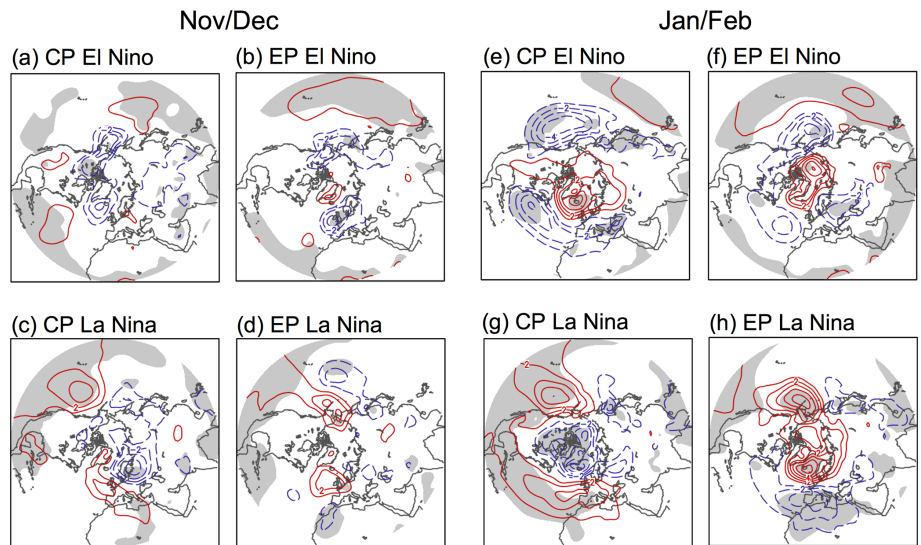 Nov/Dec
Jan/Feb
(a) CP El Nino
(b) EP El Nino
(e) CP El Nino
(f) EP El Nino
(c) CP La Nina
(d) EP La Nina
(g) CP La Nina
(h) EP La Nina